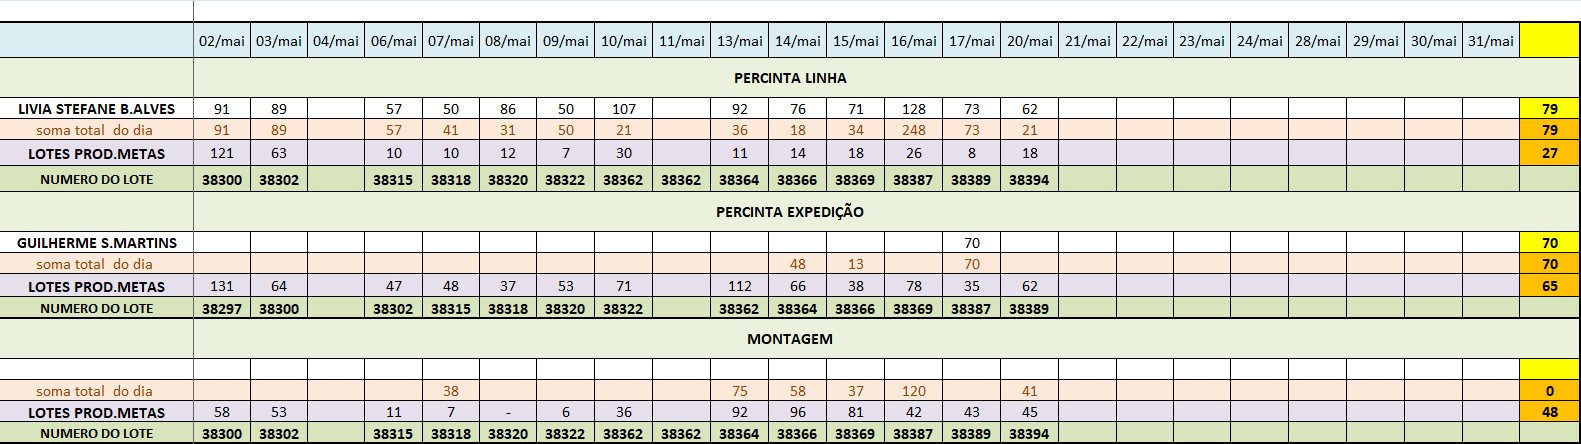 02/mai 03/mai 04/mai 06/mai 07/mai 08/mai 09/mai 10/mai 11/mai 13/mai 14/mai 15/mai 16/mai 17/mai 20/mai 21/mai 22/mai 23/mai 24/mai 28/mai 29/mai 30/mai 31/mai
PERCINTA LINHA
LIVIA STEFANE B.ALVES 91 89 57 50 86 50 107 92 76 71 128 73 62 79
soma total do dia 91 89 57 41 31 50 21 36 18 34 248 73 21 79
LOTES PROD.METAS 121 63 10 10 12 7 30 11 14 18 26 8 18 27
NUMERO DO LOTE 38300 38302 38315 38318 38320 38322 38362 38362 38364 38366 38369 38387 38389 38394
PERCINTA EXPEDIÇÃO
GUILHERME S.MARTINS 70 70
soma total do dia 48 13 70 70
LOTES PROD.METAS 131 64 47 48 37 53 71 112 66 38 78 35 62 65
NUMERO DO LOTE 38297 38300 38302 38315 38318 38320 38322 38362 38364 38366 38369 38387 38389
MONTAGEM
soma total do dia 38 75 58 37 120 41 0
LOTES PROD.METAS 58 53 11 7 - 6 36 92 96 81 42 43 45 48
NUMERO DO LOTE 38300 38302 38315 38318 38320 38322 38362 38362 38364 38366 38369 38387 38389 38394